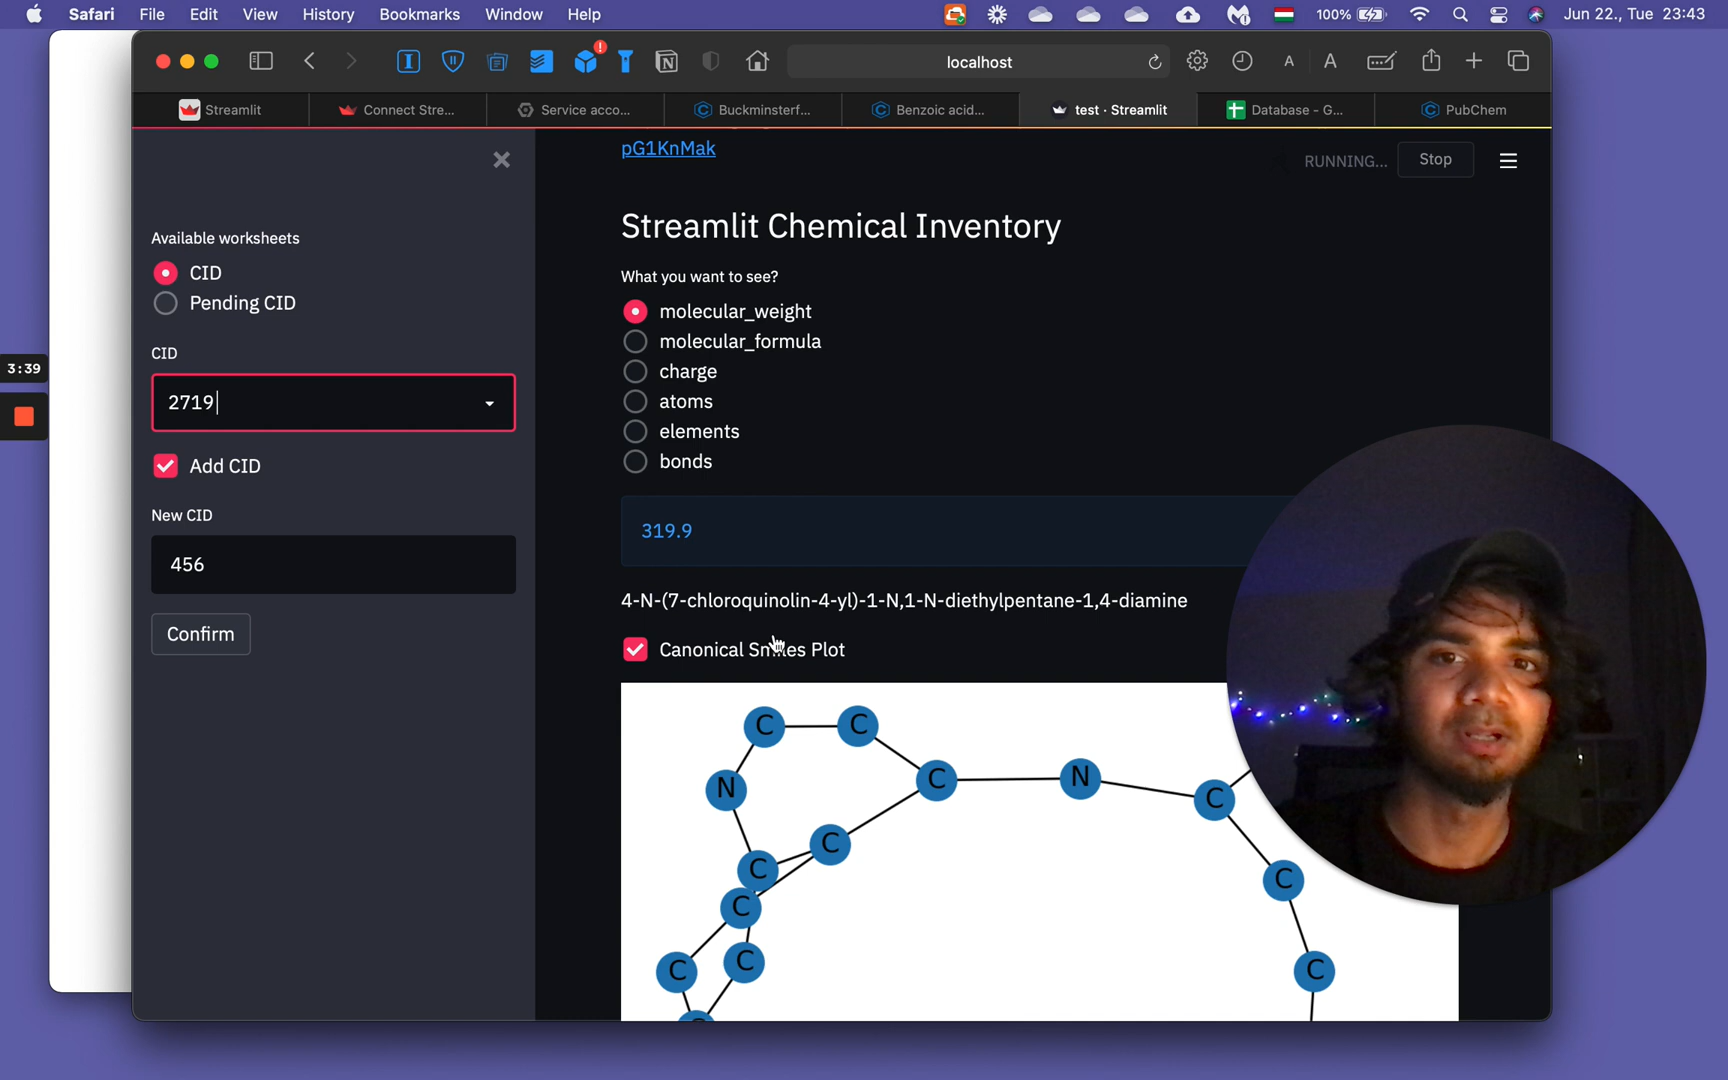 Safari File Edit View History Bookmarks Window Help 100% Jun 22., Tue 23:43
localhost A A
Streamlit Connect Stre... Service acco... Buckminsterf... Benzoic acid... test · Streamlit Database - G... PubChem
pG1KnMak
RUNNING... Stop
Streamlit Chemical Inventory
Available worksheets
CID
Pending CID
CID
2719
Add CID
New CID
456
Confirm
3:39
What you want to see?
molecular_weight
molecular_formula
charge
atoms
elements
bonds
319.9
4-N-(7-chloroquinolin-4-yl)-1-N,1-N-diethylpentane-1,4-diamine
Canonical Smiles Plot
C C
N C N C
C
C C
C
C C C